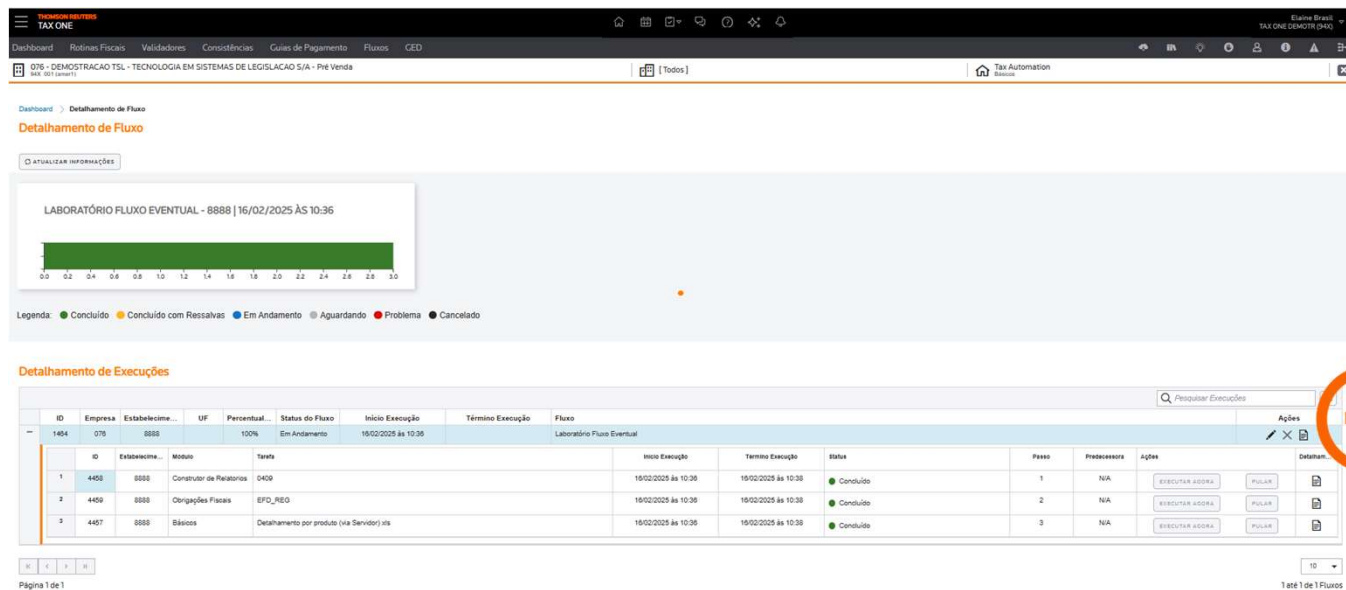 THOMSON REUTERS
TAX ONE
Elaine Brasil
TAX ONE DEMOTR (94X)
Dashboard Rotinas Fiscais Validadores Consistências Guias de Pagamento Fluxos GED
076 - DEMOSTRACAO TSL - TECNOLOGIA EM SISTEMAS DE LEGISLACAO S/A - Pré Venda
94X 001 (amer1)
[ Todos ]
Tax Automation
Básicos
Dashboard > Detalhamento de Fluxo
Detalhamento de Fluxo
ATUALIZAR INFORMAÇÕES
LABORATÓRIO FLUXO EVENTUAL - 8888 | 16/02/2025 ÀS 10:36
0.0 0.2 0.4 0.6 0.8 1.0 1.2 1.4 1.6 1.8 2.0 2.2 2.4 2.6 2.8 3.0
Legenda: Concluído Concluído com Ressalvas Em Andamento Aguardando Problema Cancelado
Detalhamento de Execuções
Pesquisar Execuções
ID Empresa Estabelecime... UF Percentual... Status do Fluxo Início Execução Término Execução Fluxo Ações
1464 076 8888 100% Em Andamento 16/02/2025 às 10:36 Laboratório Fluxo Eventual
ID Estabelecime... Módulo Tarefa Início Execução Término Execução Status Passo Predecessora Ações Detalham...
1 4458 8888 Construtor de Relatorios 0409 16/02/2025 às 10:36 16/02/2025 às 10:38 Concluído 1 N/A EXECUTAR AGORA PULAR
2 4459 8888 Obrigações Fiscais EFD_REG 16/02/2025 às 10:36 16/02/2025 às 10:38 Concluído 2 N/A EXECUTAR AGORA PULAR
3 4457 8888 Básicos Detalhamento por produto (via Servidor).xls 16/02/2025 às 10:36 16/02/2025 às 10:38 Concluído 3 N/A EXECUTAR AGORA PULAR
10
Página 1 de 1
1 até 1 de 1 Fluxos